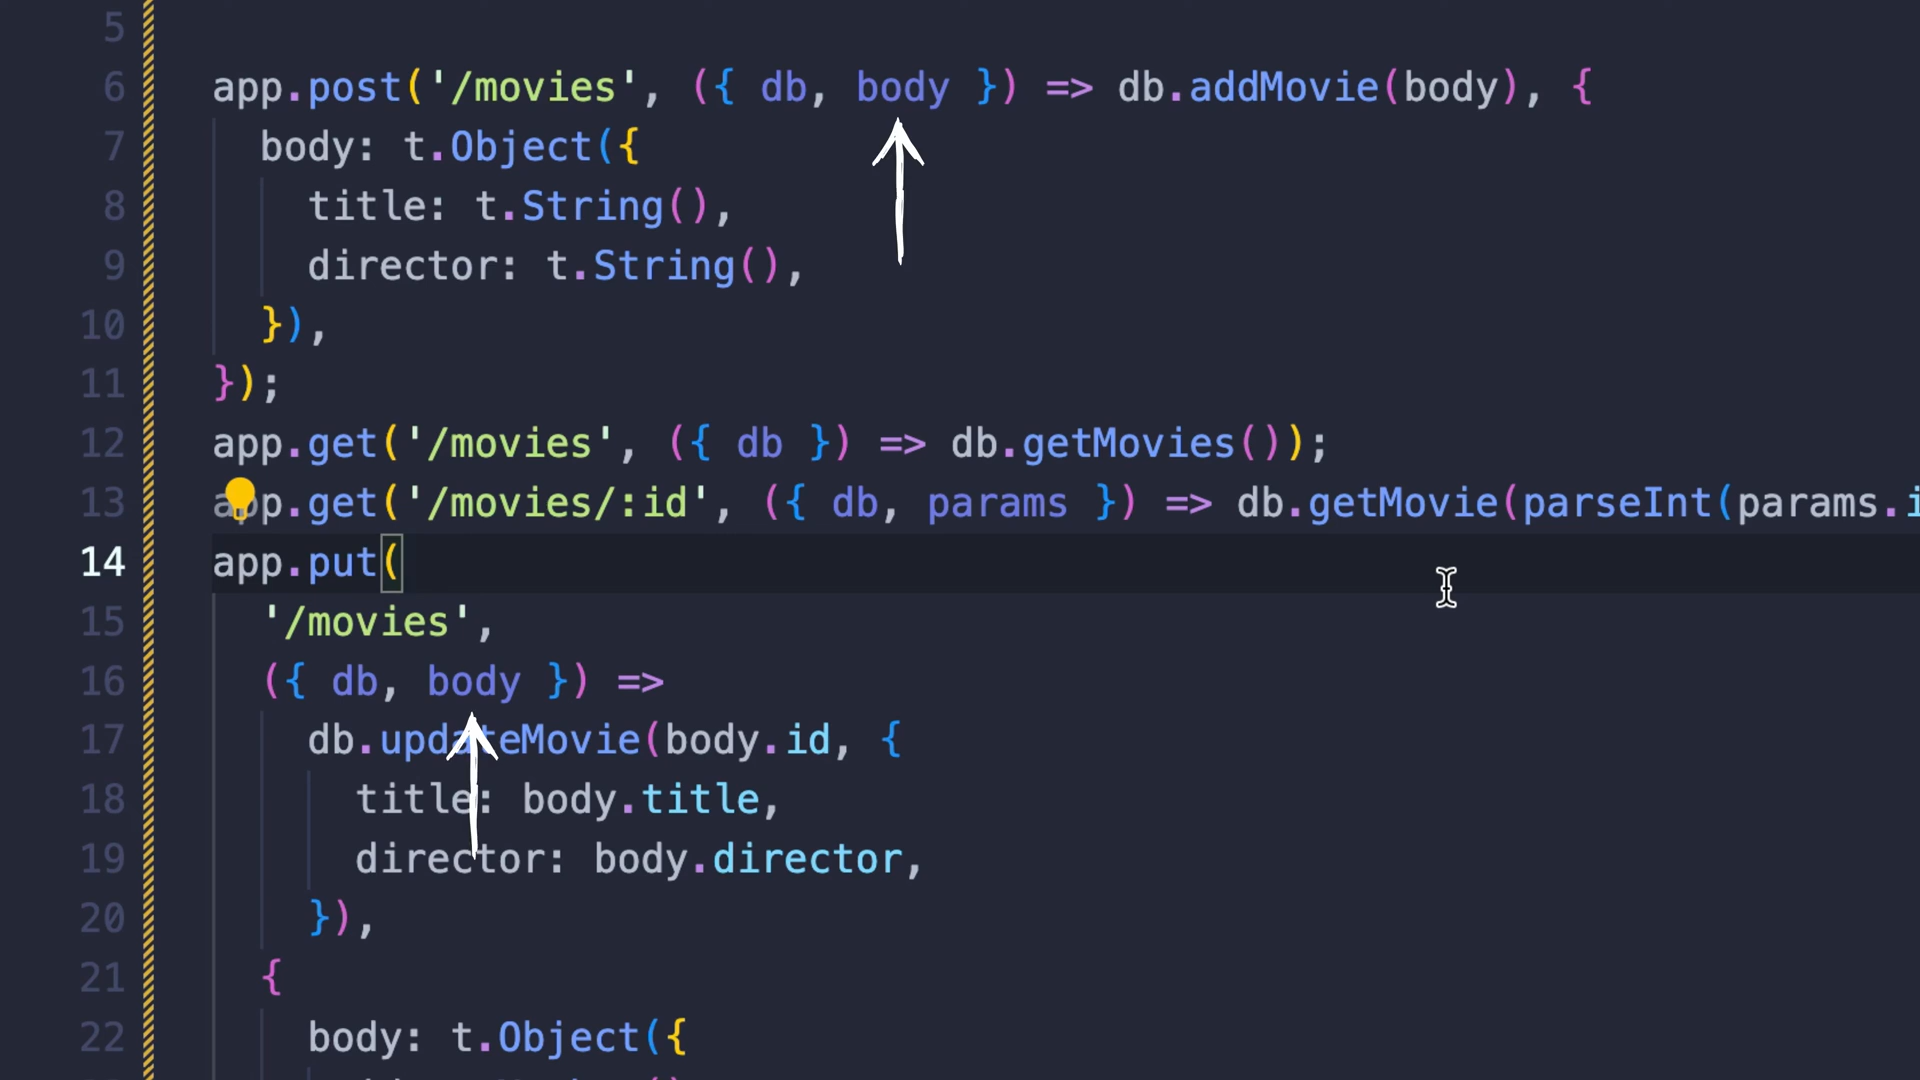 5
6 app.post('/movies', ({ db, body }) => db.addMovie(body), {
7 body: t.Object({
8 title: t.String(),
9 director: t.String(),
10 }),
11 });
12 app.get('/movies', ({ db }) => db.getMovies());
13 app.get('/movies/:id', ({ db, params }) => db.getMovie(parseInt(params.i
14 app.put(
15 '/movies',
16 ({ db, body }) =>
17 db.updateMovie(body.id, {
18 title: body.title,
19 director: body.director,
20 }),
21 {
22 body: t.Object({